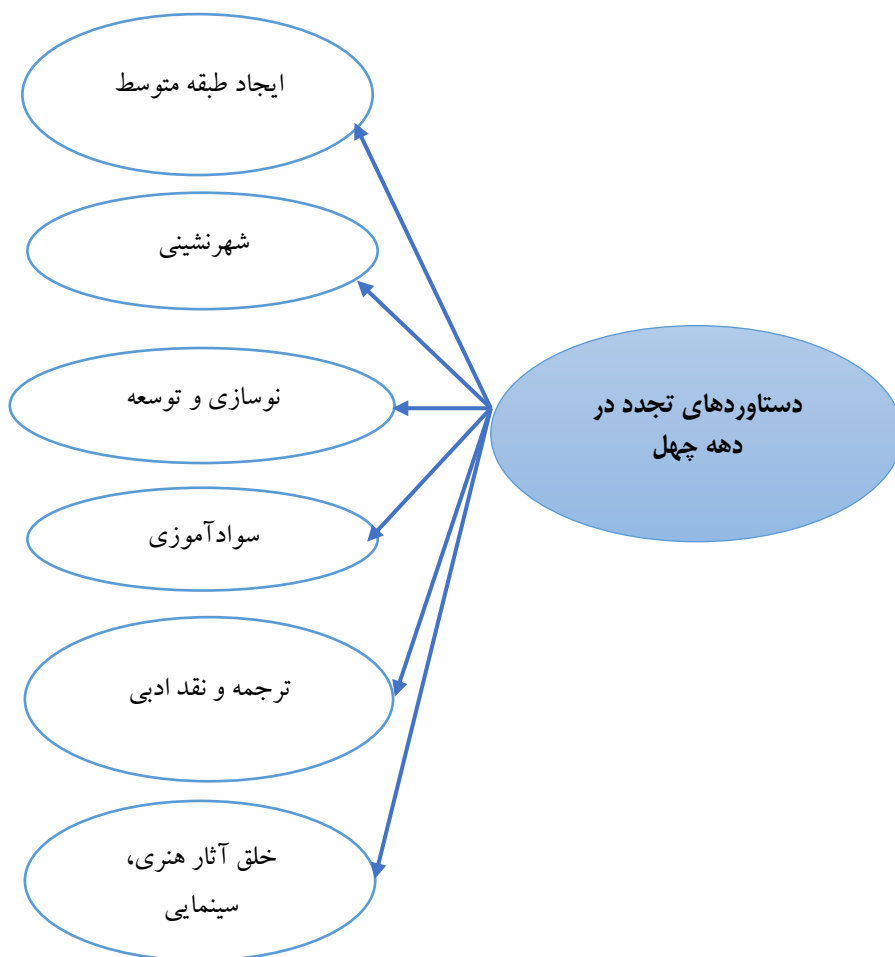 دستاوردهای تجدد در
دهه چهل
ایجاد طبقه متوسط
شهرنشینی
نوسازی و توسعه
سوادآموزی
ترجمه و نقد ادبی
خلق آثار هنری،
سینمایی